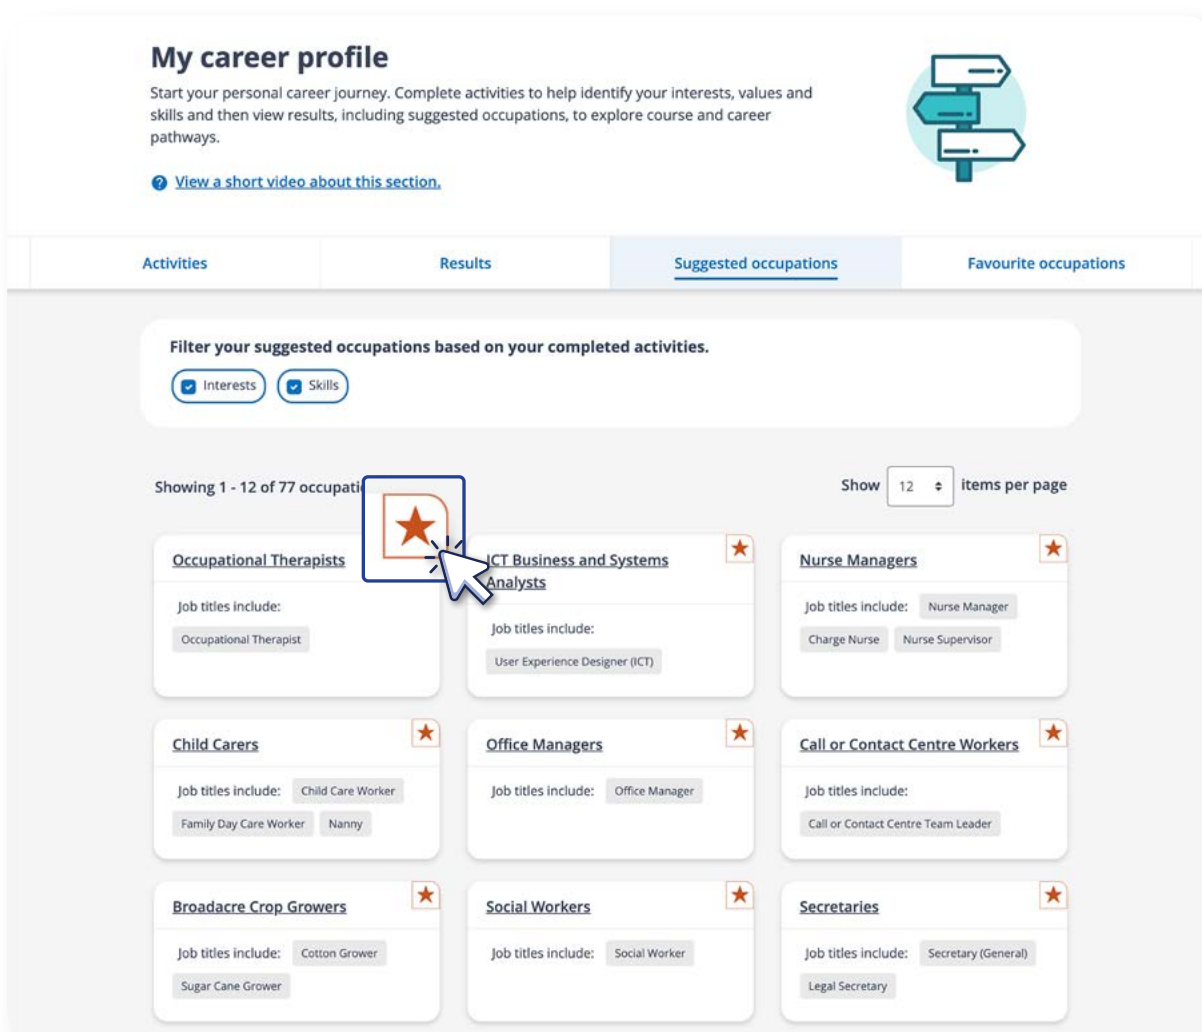 My career profile
Start your personal career journey. Complete activities to help identify your interests, values and
skills and then view results, including suggested occupations, to explore course and career
pathways.
View a short video about this section.
Activities
Results
Suggested occupations
Favourite occupations
Filter your suggested occupations based on your completed activities.
Interests
Skills
Showing 1 - 12 of 77
Show 12 items per page
Occupational Therapists
Job titles include:
Occupational Therapist
ICT Business and Systems
Analysts
Job titles include:
User Experience Designer (ICT)
Nurse Managers
Job titles include: Nurse Manager
Charge Nurse Nurse Supervisor
Child Carers
Job titles include: Child Care Worker
Family Day Care Worker Nanny
Office Managers
Job titles include: Office Manager
Call or Contact Centre Workers
Job titles include:
Call or Contact Centre Team Leader
Broadacre Crop Growers
Job titles include: Cotton Grower
Sugar Cane Grower
Social Workers
Job titles include: Social Worker
Secretaries
Job titles include: Secretary (General)
Legal Secretary